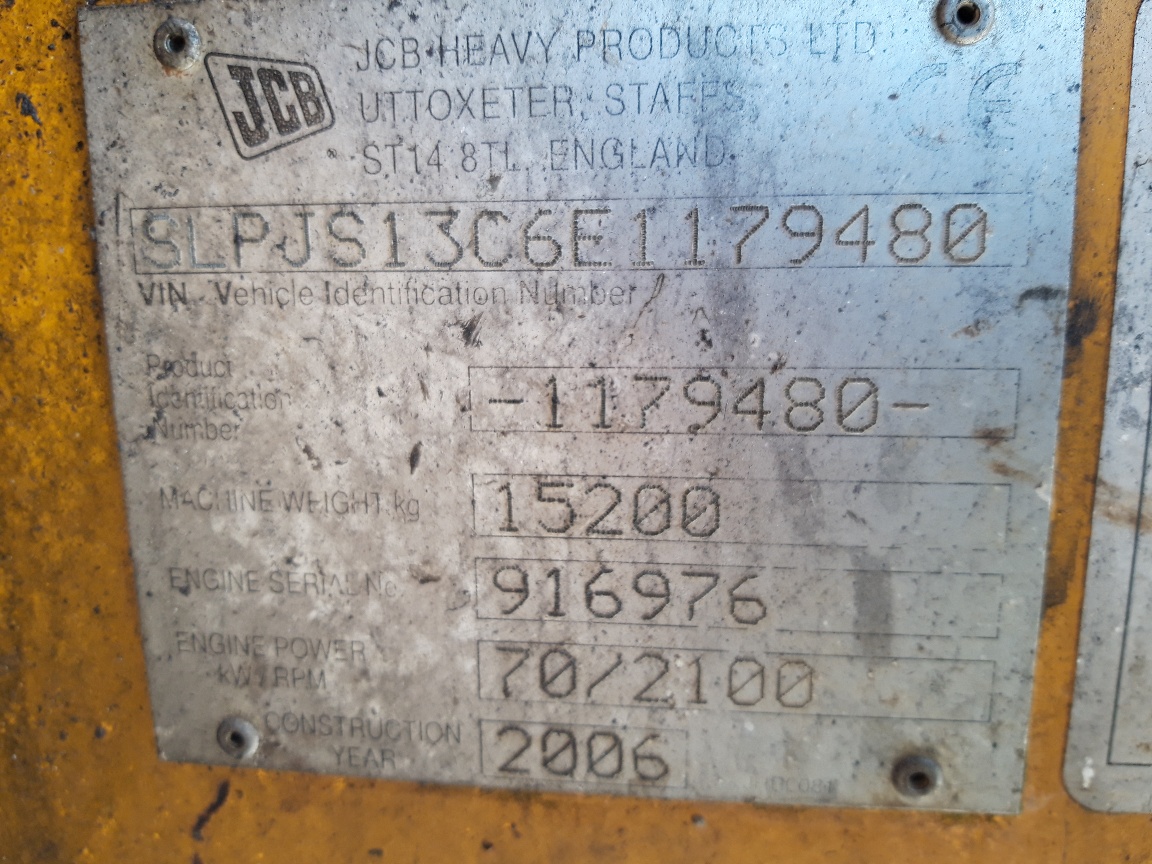 JCB
JCB HEAVY PRODUCTS LTD
UTTOXETER, STAFFS
ST14 8TL ENGLAND.
CE
SLPJS13C6E1179480
VIN - Vehicle Identification Number
Product
Identification
Number
-1179480-
MACHINE WEIGHT kg
15200
ENGINE SERIAL No
916976
ENGINE POWER
kW / RPM
70/2100
CONSTRUCTION
YEAR
2006